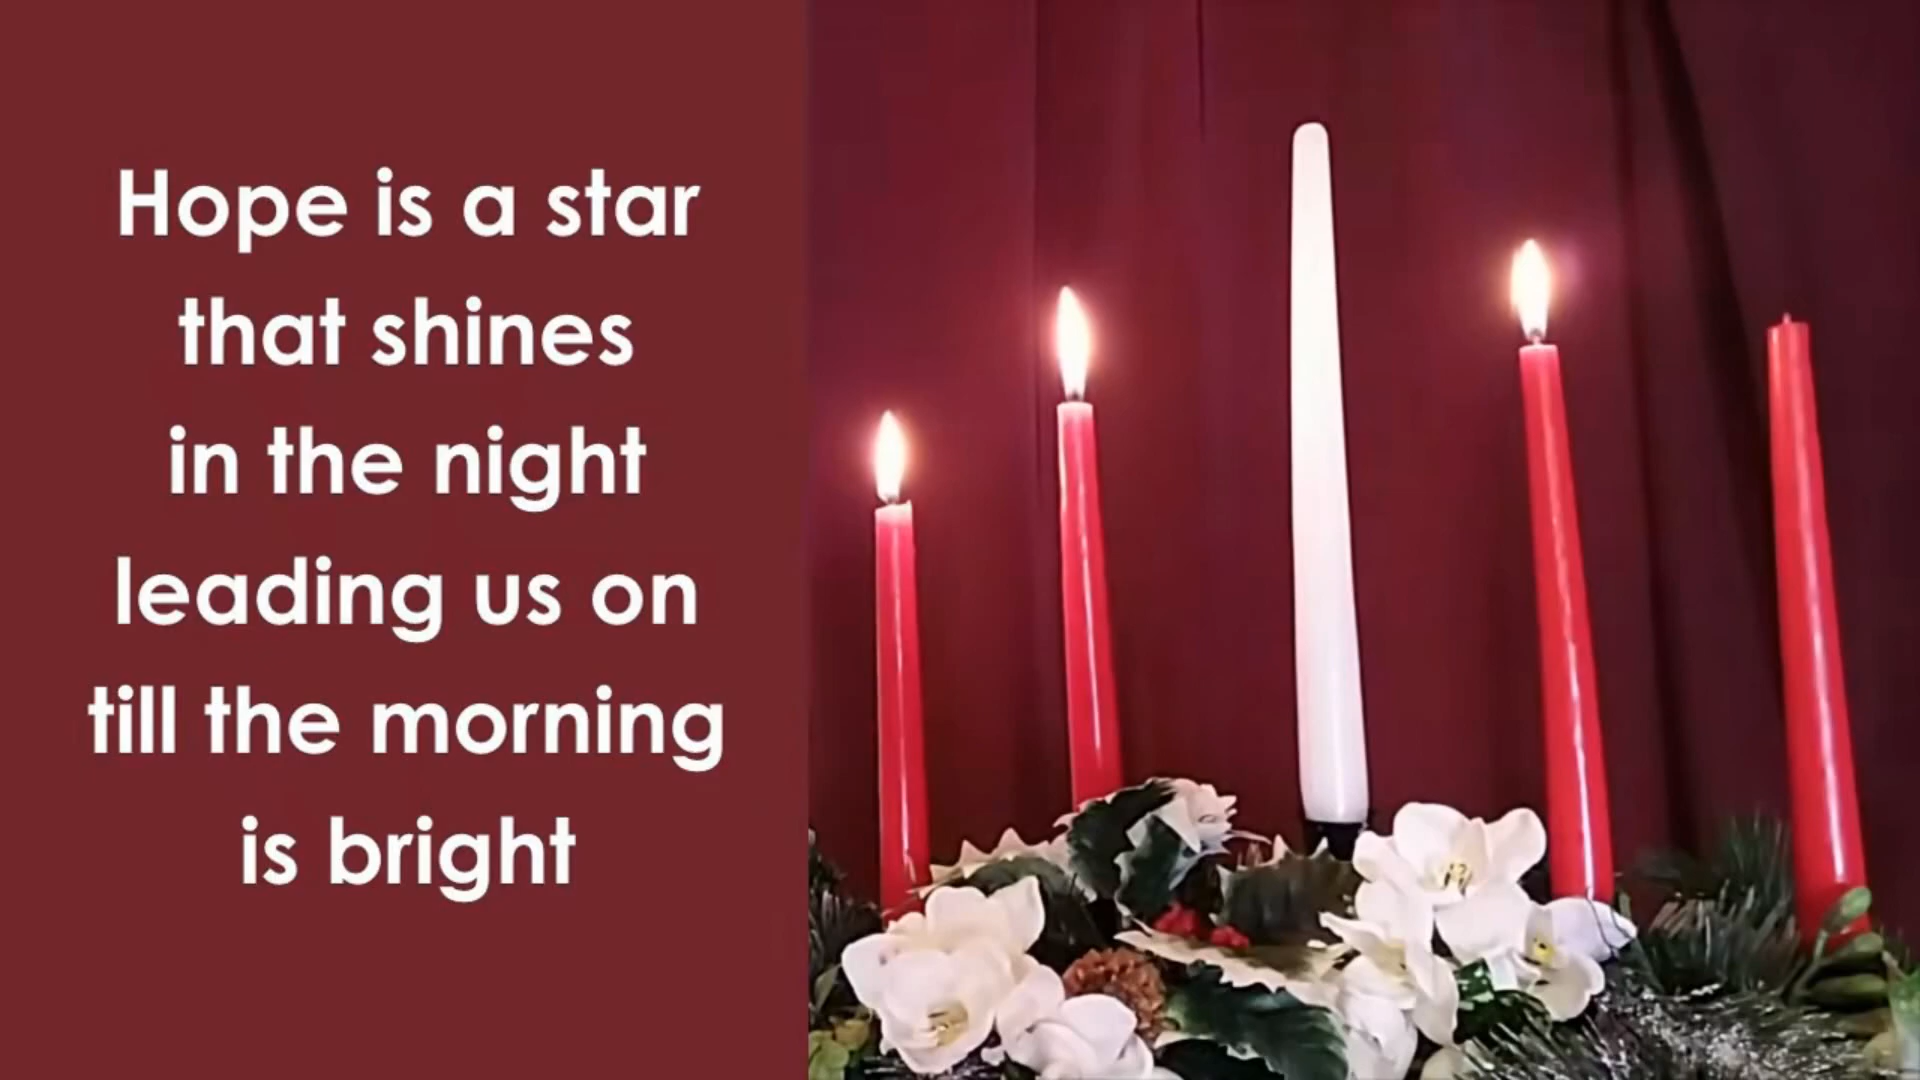 Hope is a star
that shines
in the night
leading us on
till the morning
is bright